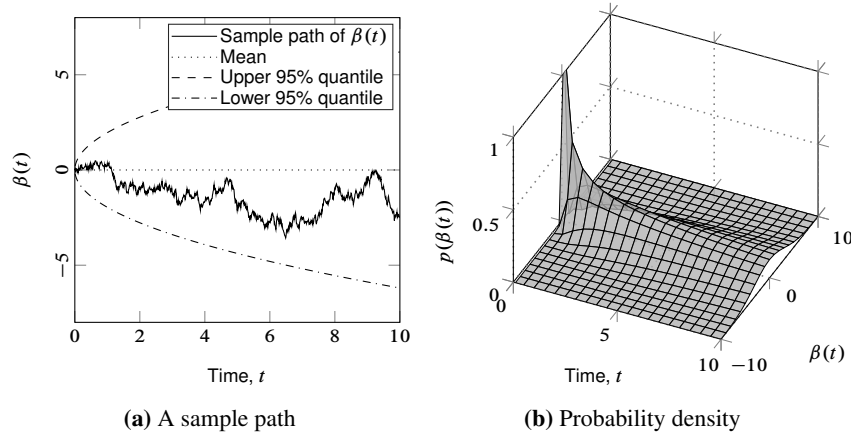 Sample path of β(t)
Mean
Upper 95% quantile
Lower 95% quantile
5
0
−5
β(t)
0 2 4 6 8 10
Time, t
(a) A sample path
1
0.5
0
p(β(t))
0
5
10
Time, t
−10
0
10
β(t)
(b) Probability density